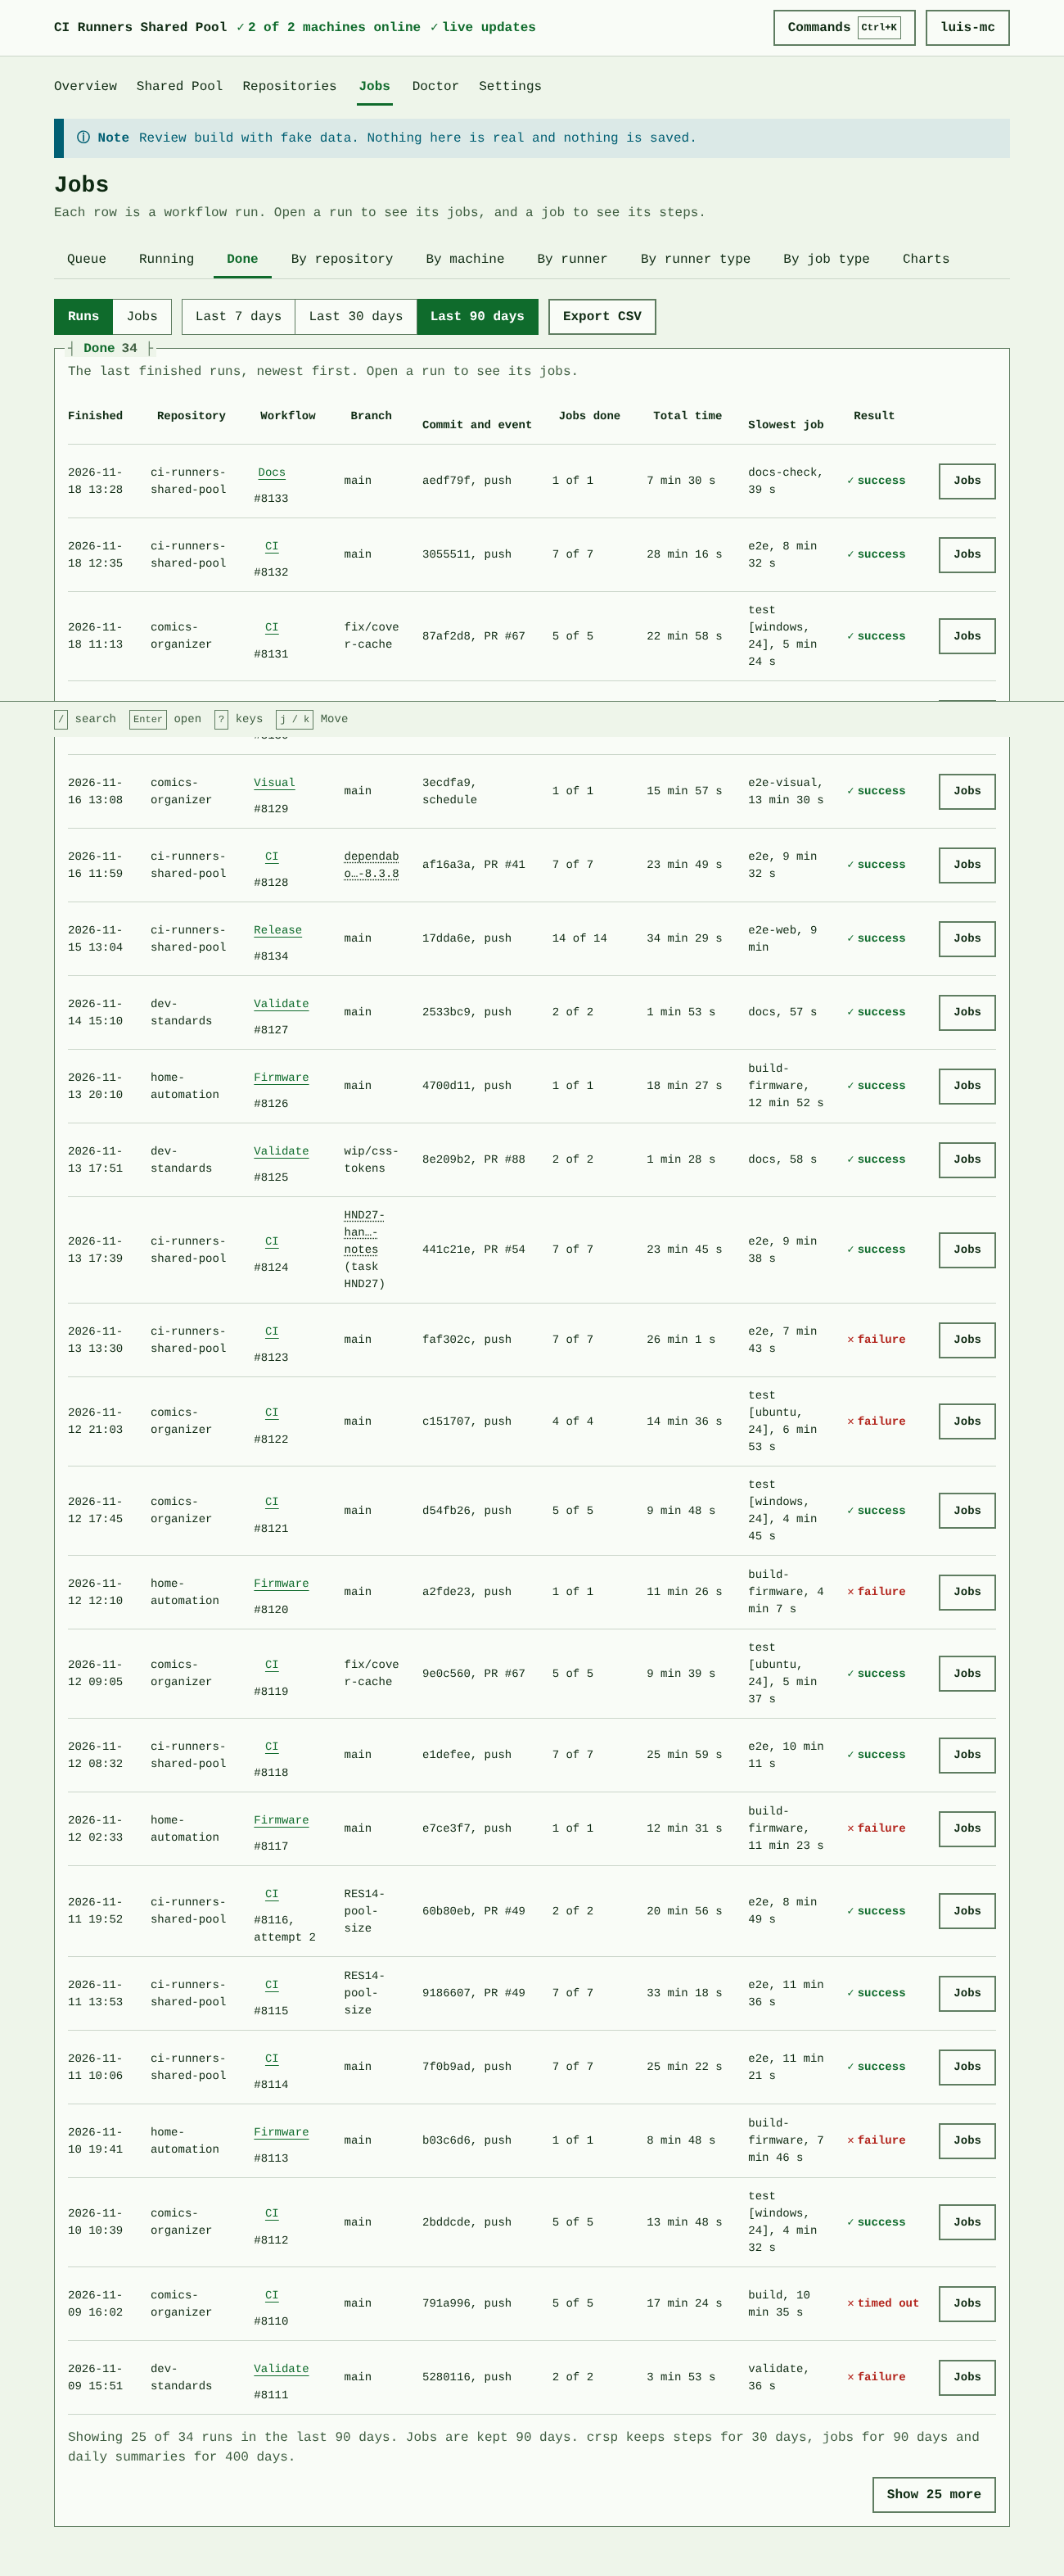 CI Runners Shared Pool ✓ 2 of 2 machines online ✓ live updates Commands Ctrl+K luis-mc
Overview Shared Pool Repositories Jobs Doctor Settings
ⓘ Note Review build with fake data. Nothing here is real and nothing is saved.
Jobs
Each row is a workflow run. Open a run to see its jobs, and a job to see its steps.
Queue Running Done By repository By machine By runner By runner type By job type Charts
Runs Jobs Last 7 days Last 30 days Last 90 days Export CSV
Done 34
The last finished runs, newest first. Open a run to see its jobs.
Finished Repository Workflow Branch Commit and event Jobs done Total time Slowest job Result
2026-11-18 13:28 ci-runners-shared-pool Docs #8133 main aedf79f, push 1 of 1 7 min 30 s docs-check, 39 s ✓ success Jobs
2026-11-18 12:35 ci-runners-shared-pool CI #8132 main 3055511, push 7 of 7 28 min 16 s e2e, 8 min 32 s ✓ success Jobs
2026-11-18 11:13 comics-organizer CI #8131 fix/cover-cache 87af2d8, PR #67 5 of 5 22 min 58 s test [windows, 24], 5 min 24 s ✓ success Jobs
/ search Enter open ? keys j / k Move
2026-11-16 13:08 comics-organizer Visual #8129 main 3ecdfa9, schedule 1 of 1 15 min 57 s e2e-visual, 13 min 30 s ✓ success Jobs
2026-11-16 11:59 ci-runners-shared-pool CI #8128 dependabo…-8.3.8 af16a3a, PR #41 7 of 7 23 min 49 s e2e, 9 min 32 s ✓ success Jobs
2026-11-15 13:04 ci-runners-shared-pool Release #8134 main 17dda6e, push 14 of 14 34 min 29 s e2e-web, 9 min ✓ success Jobs
2026-11-14 15:10 dev-standards Validate #8127 main 2533bc9, push 2 of 2 1 min 53 s docs, 57 s ✓ success Jobs
2026-11-13 20:10 home-automation Firmware #8126 main 4700d11, push 1 of 1 18 min 27 s build-firmware, 12 min 52 s ✓ success Jobs
2026-11-13 17:51 dev-standards Validate #8125 wip/css-tokens 8e209b2, PR #88 2 of 2 1 min 28 s docs, 58 s ✓ success Jobs
2026-11-13 17:39 ci-runners-shared-pool CI #8124 HND27-han…-notes (task HND27) 441c21e, PR #54 7 of 7 23 min 45 s e2e, 9 min 38 s ✓ success Jobs
2026-11-13 13:30 ci-runners-shared-pool CI #8123 main faf302c, push 7 of 7 26 min 1 s e2e, 7 min 43 s × failure Jobs
2026-11-12 21:03 comics-organizer CI #8122 main c151707, push 4 of 4 14 min 36 s test [ubuntu, 24], 6 min 53 s × failure Jobs
2026-11-12 17:45 comics-organizer CI #8121 main d54fb26, push 5 of 5 9 min 48 s test [windows, 24], 4 min 45 s ✓ success Jobs
2026-11-12 12:10 home-automation Firmware #8120 main a2fde23, push 1 of 1 11 min 26 s build-firmware, 4 min 7 s × failure Jobs
2026-11-12 09:05 comics-organizer CI #8119 fix/cover-cache 9e0c560, PR #67 5 of 5 9 min 39 s test [ubuntu, 24], 5 min 37 s ✓ success Jobs
2026-11-12 08:32 ci-runners-shared-pool CI #8118 main e1defee, push 7 of 7 25 min 59 s e2e, 10 min 11 s ✓ success Jobs
2026-11-12 02:33 home-automation Firmware #8117 main e7ce3f7, push 1 of 1 12 min 31 s build-firmware, 11 min 23 s × failure Jobs
2026-11-11 19:52 ci-runners-shared-pool CI #8116, attempt 2 RES14-pool-size 60b80eb, PR #49 2 of 2 20 min 56 s e2e, 8 min 49 s ✓ success Jobs
2026-11-11 13:53 ci-runners-shared-pool CI #8115 RES14-pool-size 9186607, PR #49 7 of 7 33 min 18 s e2e, 11 min 36 s ✓ success Jobs
2026-11-11 10:06 ci-runners-shared-pool CI #8114 main 7f0b9ad, push 7 of 7 25 min 22 s e2e, 11 min 21 s ✓ success Jobs
2026-11-10 19:41 home-automation Firmware #8113 main b03c6d6, push 1 of 1 8 min 48 s build-firmware, 7 min 46 s × failure Jobs
2026-11-10 10:39 comics-organizer CI #8112 main 2bddcde, push 5 of 5 13 min 48 s test [windows, 24], 4 min 32 s ✓ success Jobs
2026-11-09 16:02 comics-organizer CI #8110 main 791a996, push 5 of 5 17 min 24 s build, 10 min 35 s × timed out Jobs
2026-11-09 15:51 dev-standards Validate #8111 main 5280116, push 2 of 2 3 min 53 s validate, 36 s × failure Jobs
Showing 25 of 34 runs in the last 90 days. Jobs are kept 90 days. crsp keeps steps for 30 days, jobs for 90 days and
daily summaries for 400 days.
Show 25 more